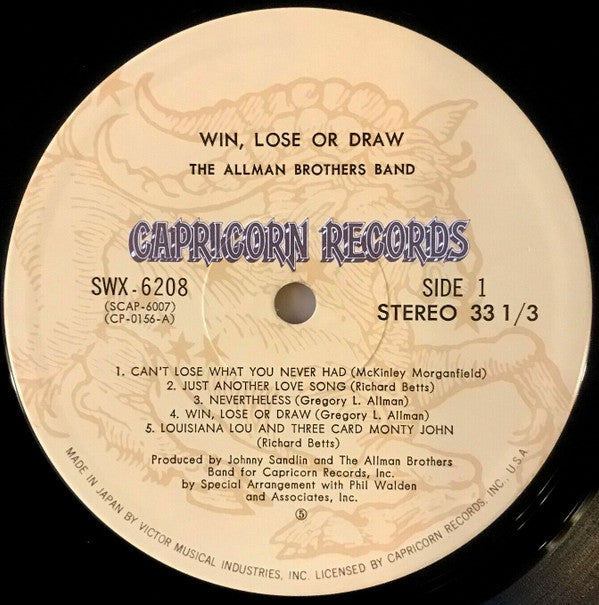 WIN, LOSE OR DRAW
THE ALLMAN BROTHERS BAND
CAPRICORN RECORDS
SWX-6208
(SCAP-6007)
(CP-0156-A)
SIDE 1
STEREO 33 1/3
1. CAN'T LOSE WHAT YOU NEVER HAD (McKinley Morganfield)
2. JUST ANOTHER LOVE SONG (Richard Betts)
3. NEVERTHELESS (Gregory L. Allman)
4. WIN, LOSE OR DRAW (Gregory L. Allman)
5. LOUISIANA LOU AND THREE CARD MONTY JOHN
(Richard Betts)
Produced by Johnny Sandlin and The Allman Brothers
Band for Capricorn Records, Inc.
by Special Arrangement with Phil Walden
and Associates, Inc.
⑤
MADE IN JAPAN BY VICTOR MUSICAL INDUSTRIES, INC. LICENSED BY CAPRICORN RECORDS, INC., U.S.A.